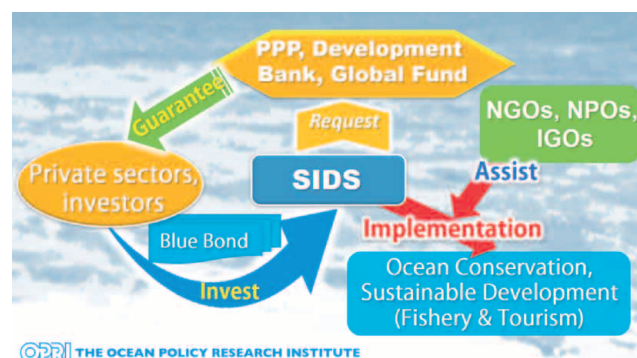 PPP, Development
Bank, Global Fund
Guarantee
Request
NGOs, NPOs,
IGOs
Private sectors,
investors
SIDS
Assist
Implementation
Blue Bond
Invest
Ocean Conservation,
Sustainable Development
(Fishery & Tourism)
OPRI THE OCEAN POLICY RESEARCH INSTITUTE